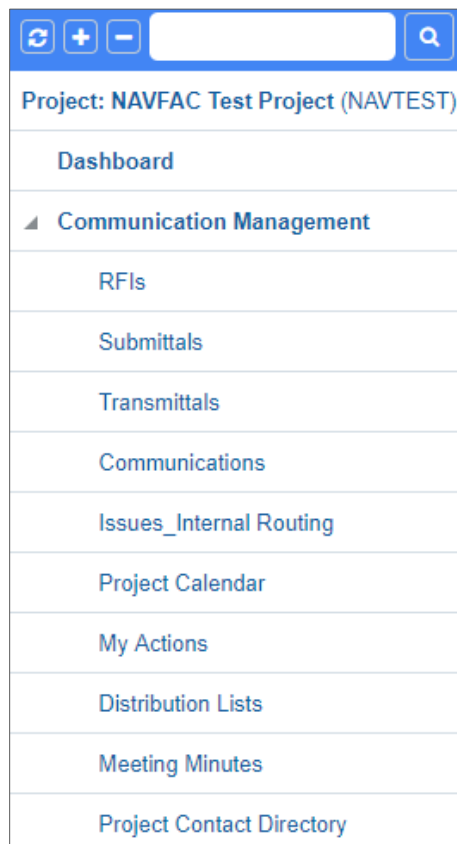 Project: NAVFAC Test Project (NAVTEST)
Dashboard
Communication Management
RFIs
Submittals
Transmittals
Communications
Issues_Internal Routing
Project Calendar
My Actions
Distribution Lists
Meeting Minutes
Project Contact Directory